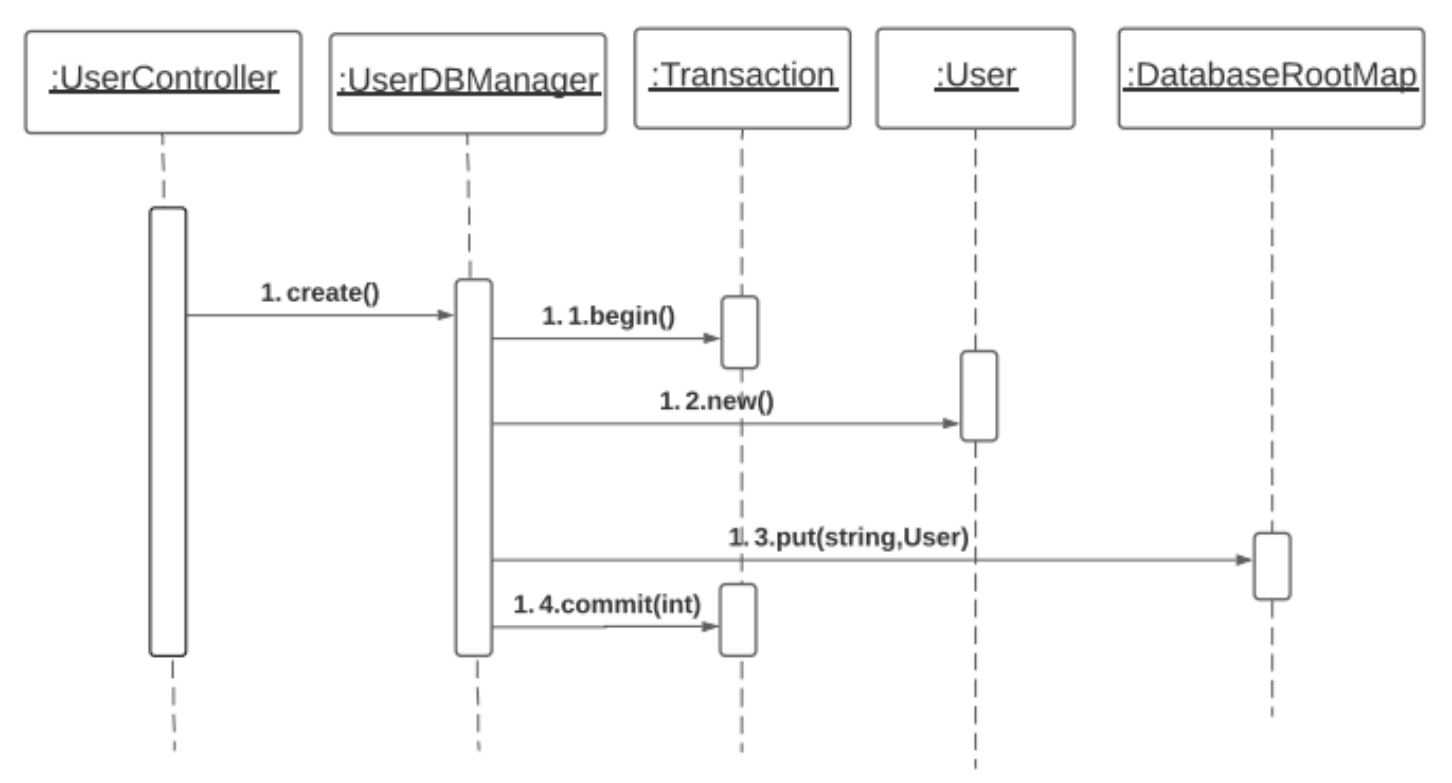 :UserController
:UserDBManager
:Transaction
:User
:DatabaseRootMap
1. create()
1. 1.begin()
1. 2.new()
1. 3.put(string,User)
1. 4.commit(int)